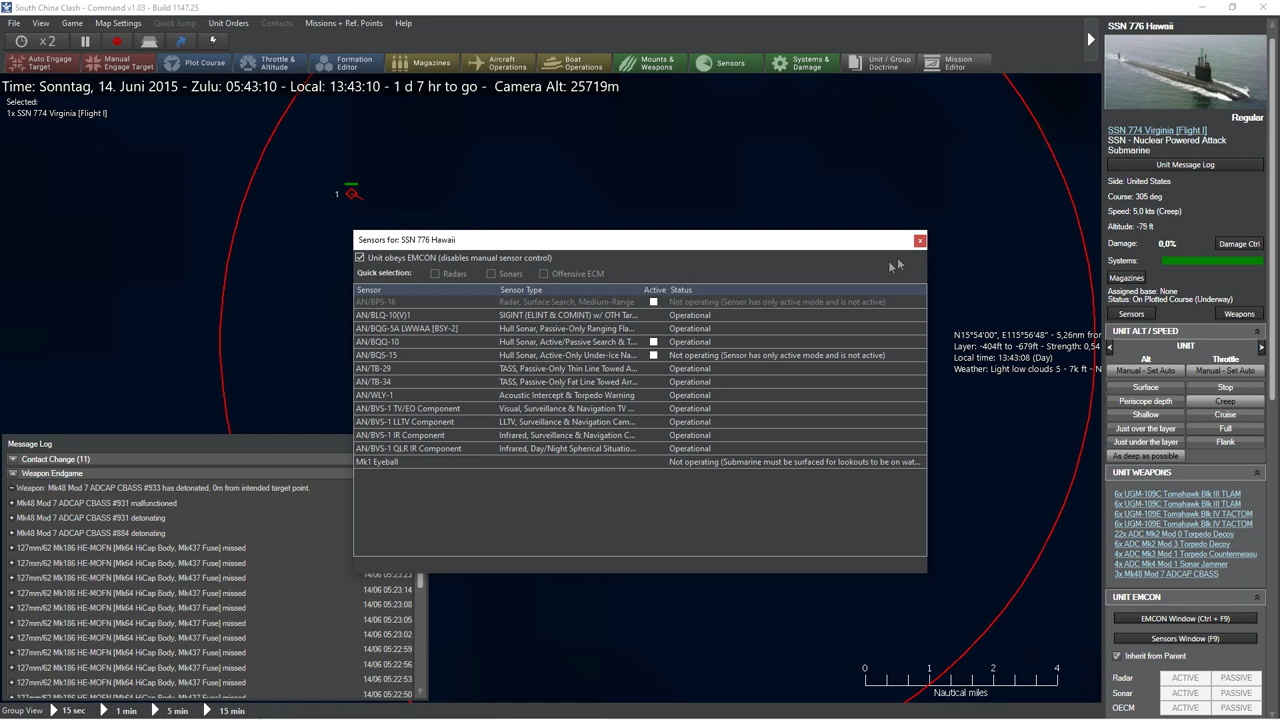 South China Clash - Command v1.03 - Build 1147.25
File View Game Map Settings Quick Jump Unit Orders Contacts Missions + Ref. Points Help
x 2
Auto Engage Target
Manual Engage Target
Plot Course
Throttle & Altitude
Formation Editor
Magazines
Aircraft Operations
Boat Operations
Mounts & Weapons
Sensors
Systems & Damage
Unit / Group Doctrine
Mission Editor
Time: Sonntag, 14. Juni 2015 - Zulu: 05:43:10 - Local: 13:43:10 - 1 d 7 hr to go - Camera Alt: 25719m
Selected:
1x SSN 774 Virginia [Flight I]
1
Sensors for: SSN 776 Hawaii
x
Unit obeys EMCON (disables manual sensor control)
Quick selection: Radars Sonars Offensive ECM
Sensor Sensor Type Active Status
AN/BPS-16 Radar, Surface Search, Medium-Range Not operating (Sensor has only active mode and is not active)
AN/BLQ-10(V)1 SIGINT (ELINT & COMINT) w/ OTH Tar... Operational
AN/BQG-5A LWWAA [BSY-2] Hull Sonar, Passive-Only Ranging Fla... Operational
AN/BQQ-10 Hull Sonar, Active/Passive Search & T... Operational
AN/BQS-15 Hull Sonar, Active-Only Under-Ice Na... Not operating (Sensor has only active mode and is not active)
AN/TB-29 TASS, Passive-Only Thin Line Towed A... Operational
AN/TB-34 TASS, Passive-Only Fat Line Towed Arr... Operational
AN/WLY-1 Acoustic Intercept & Torpedo Warning Operational
AN/BVS-1 TV/EO Component Visual, Surveillance & Navigation TV ... Operational
AN/BVS-1 LLTV Component LLTV, Surveillance & Navigation Cam... Operational
AN/BVS-1 IR Component Infrared, Surveillance & Navigation C... Operational
AN/BVS-1 QLR IR Component Infrared, Day/Night Spherical Situatio... Operational
Mk1 Eyeball Not operating (Submarine must be surfaced for lookouts to be on wat...
N15°54'00", E115°56'48" - 5,26nm from
Layer: -404ft to -679ft - Strength: 0,54
Local time: 13:43:08 (Day)
Weather: Light low clouds 5 - 7k ft - N
Message Log
Contact Change (11)
Weapon Endgame
Weapon: Mk48 Mod 7 ADCAP CBASS #933 has detonated, 0m from intended target point.
Mk48 Mod 7 ADCAP CBASS #931 malfunctioned
Mk48 Mod 7 ADCAP CBASS #931 detonating
Mk48 Mod 7 ADCAP CBASS #884 detonating
127mm/62 Mk186 HE-MOFN [Mk64 HiCap Body, Mk437 Fuse] missed
127mm/62 Mk186 HE-MOFN [Mk64 HiCap Body, Mk437 Fuse] missed
127mm/62 Mk186 HE-MOFN [Mk64 HiCap Body, Mk437 Fuse] missed 14/06 05:23:23
127mm/62 Mk186 HE-MOFN [Mk64 HiCap Body, Mk437 Fuse] missed 14/06 05:23:14
127mm/62 Mk186 HE-MOFN [Mk64 HiCap Body, Mk437 Fuse] missed 14/06 05:23:08
127mm/62 Mk186 HE-MOFN [Mk64 HiCap Body, Mk437 Fuse] missed 14/06 05:23:05
127mm/62 Mk186 HE-MOFN [Mk64 HiCap Body, Mk437 Fuse] missed 14/06 05:23:02
127mm/62 Mk186 HE-MOFN [Mk64 HiCap Body, Mk437 Fuse] missed 14/06 05:22:59
127mm/62 Mk186 HE-MOFN [Mk64 HiCap Body, Mk437 Fuse] missed 14/06 05:22:56
127mm/62 Mk186 HE-MOFN [Mk64 HiCap Body, Mk437 Fuse] missed 14/06 05:22:53
127mm/62 Mk186 HE-MOFN [Mk64 HiCap Body, Mk437 Fuse] missed 14/06 05:22:50
0 1 2 3 4
Nautical miles
Group View 15 sec 1 min 5 min 15 min
SSN 776 Hawaii
Regular
SSN 774 Virginia [Flight I]
SSN - Nuclear Powered Attack Submarine
Unit Message Log
Side: United States
Course: 305 deg
Speed: 5,0 kts (Creep)
Altitude: -79 ft
Damage: 0,0% Damage Ctrl
Systems:
Magazines
Assigned base: None
Status: On Plotted Course (Underway)
Sensors Weapons
UNIT ALT / SPEED
UNIT
Alt Throttle
Manual - Set Auto Manual - Set Auto
Surface Stop
Periscope depth Creep
Shallow Cruise
Just over the layer Full
Just under the layer Flank
As deep as possible
UNIT WEAPONS
6x UGM-109C Tomahawk Blk III TLAM
6x UGM-109C Tomahawk Blk III TLAM
6x UGM-109E Tomahawk Blk IV TACTOM
6x UGM-109E Tomahawk Blk IV TACTOM
22x ADC Mk2 Mod 0 Torpedo Decoy
6x ADC Mk2 Mod 3 Torpedo Decoy
4x ADC Mk3 Mod 1 Torpedo Countermeasu
4x ADC Mk4 Mod 1 Sonar Jammer
3x Mk48 Mod 7 ADCAP CBASS
UNIT EMCON
EMCON Window (Ctrl + F9)
Sensors Window (F9)
Inherit from Parent
Radar ACTIVE PASSIVE
Sonar ACTIVE PASSIVE
OECM ACTIVE PASSIVE